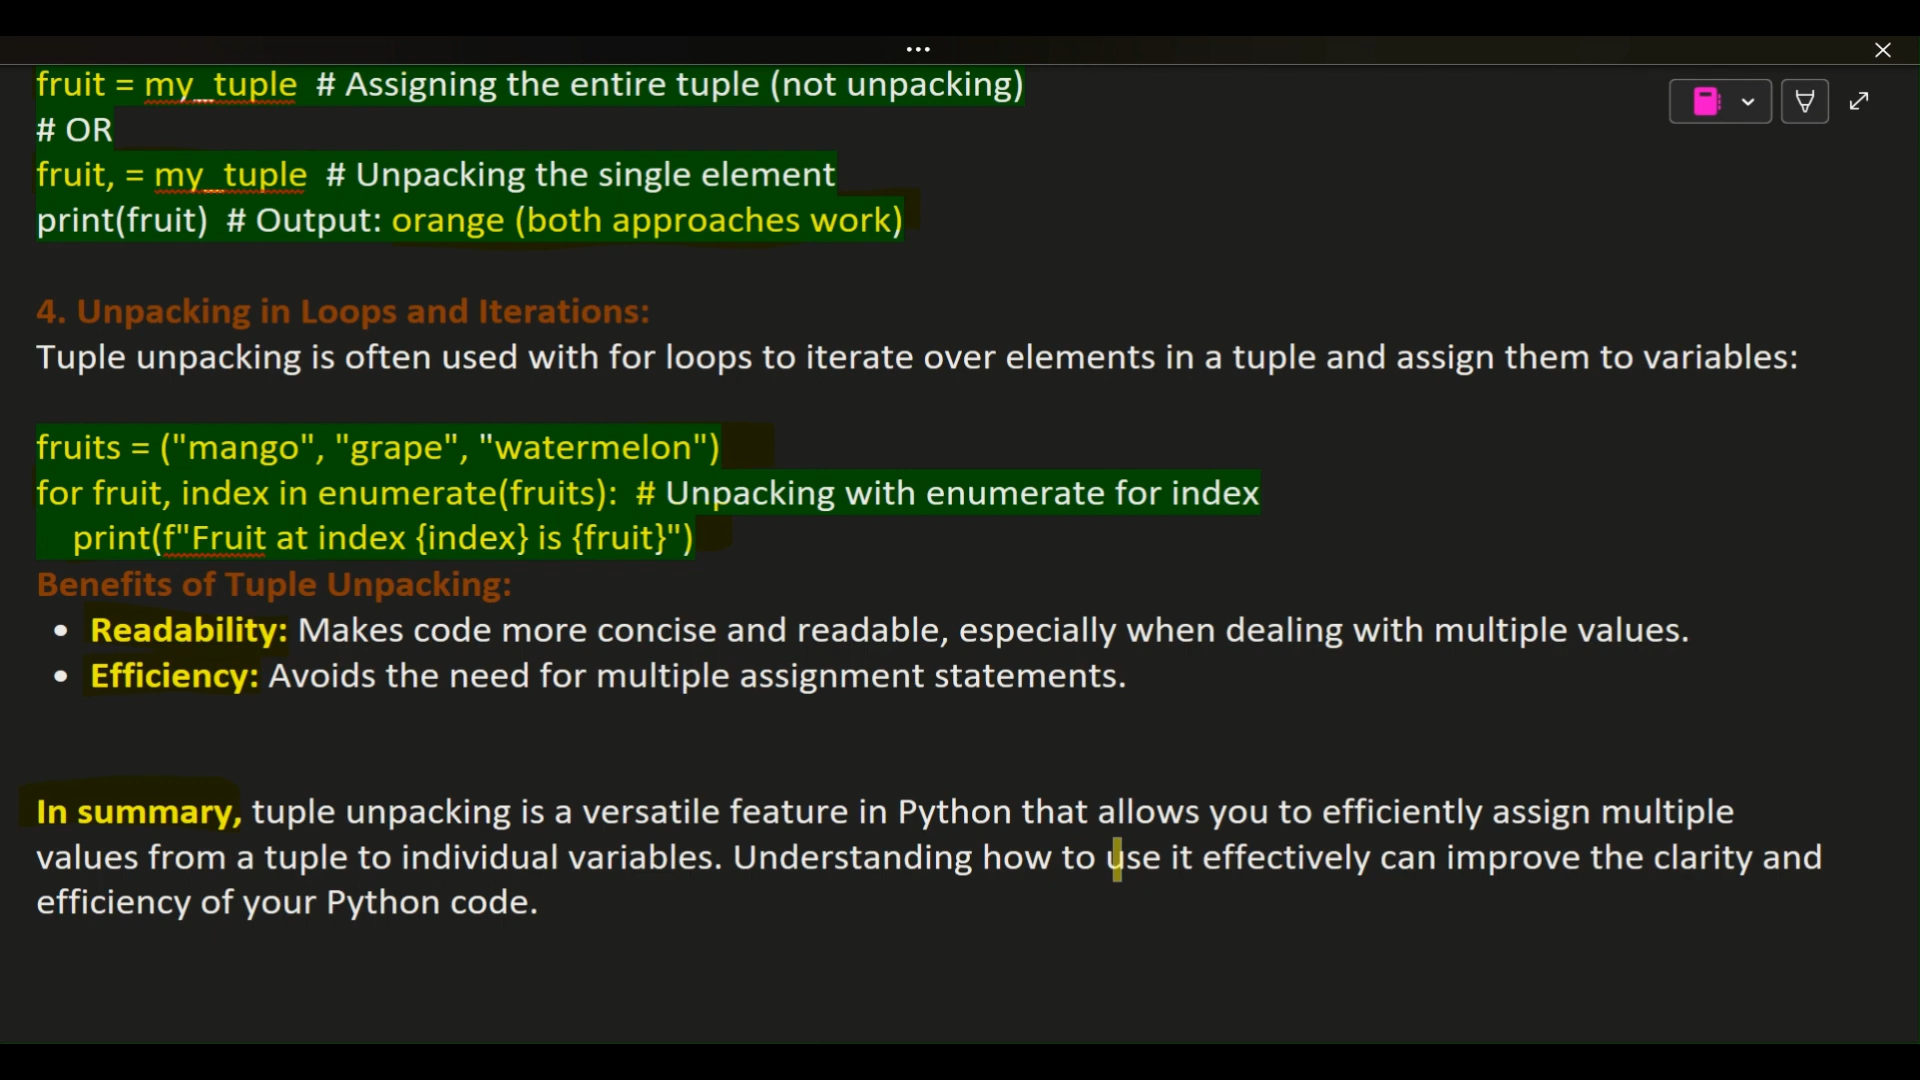 fruit = my_tuple # Assigning the entire tuple (not unpacking)
# OR
fruit, = my_tuple # Unpacking the single element
print(fruit) # Output: orange (both approaches work)
4. Unpacking in Loops and Iterations:
Tuple unpacking is often used with for loops to iterate over elements in a tuple and assign them to variables:
fruits = ("mango", "grape", "watermelon")
for fruit, index in enumerate(fruits): # Unpacking with enumerate for index
print(f"Fruit at index {index} is {fruit}")
Benefits of Tuple Unpacking:
• Readability: Makes code more concise and readable, especially when dealing with multiple values.
• Efficiency: Avoids the need for multiple assignment statements.
In summary, tuple unpacking is a versatile feature in Python that allows you to efficiently assign multiple
values from a tuple to individual variables. Understanding how to use it effectively can improve the clarity and
efficiency of your Python code.